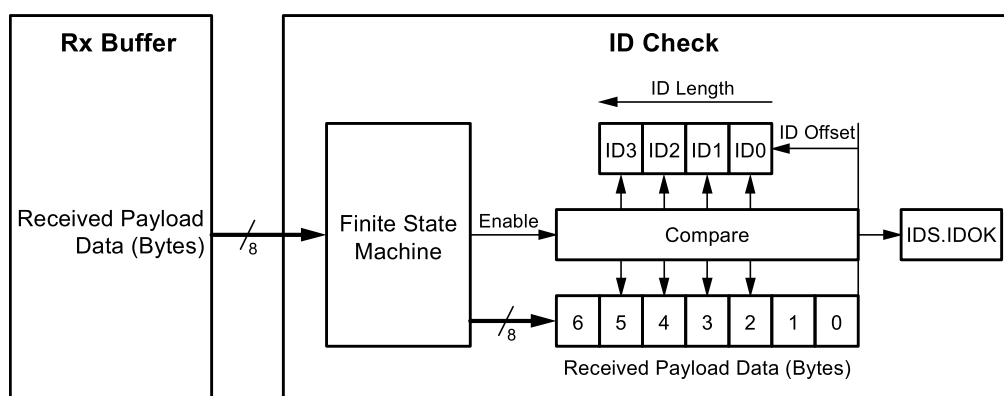 Rx Buffer
ID Check
ID Length
ID3 ID2 ID1 ID0
ID Offset
Received Payload
Data (Bytes)
8
Finite State
Machine
Enable
Compare
IDS.IDOK
8
6 5 4 3 2 1 0
Received Payload Data (Bytes)